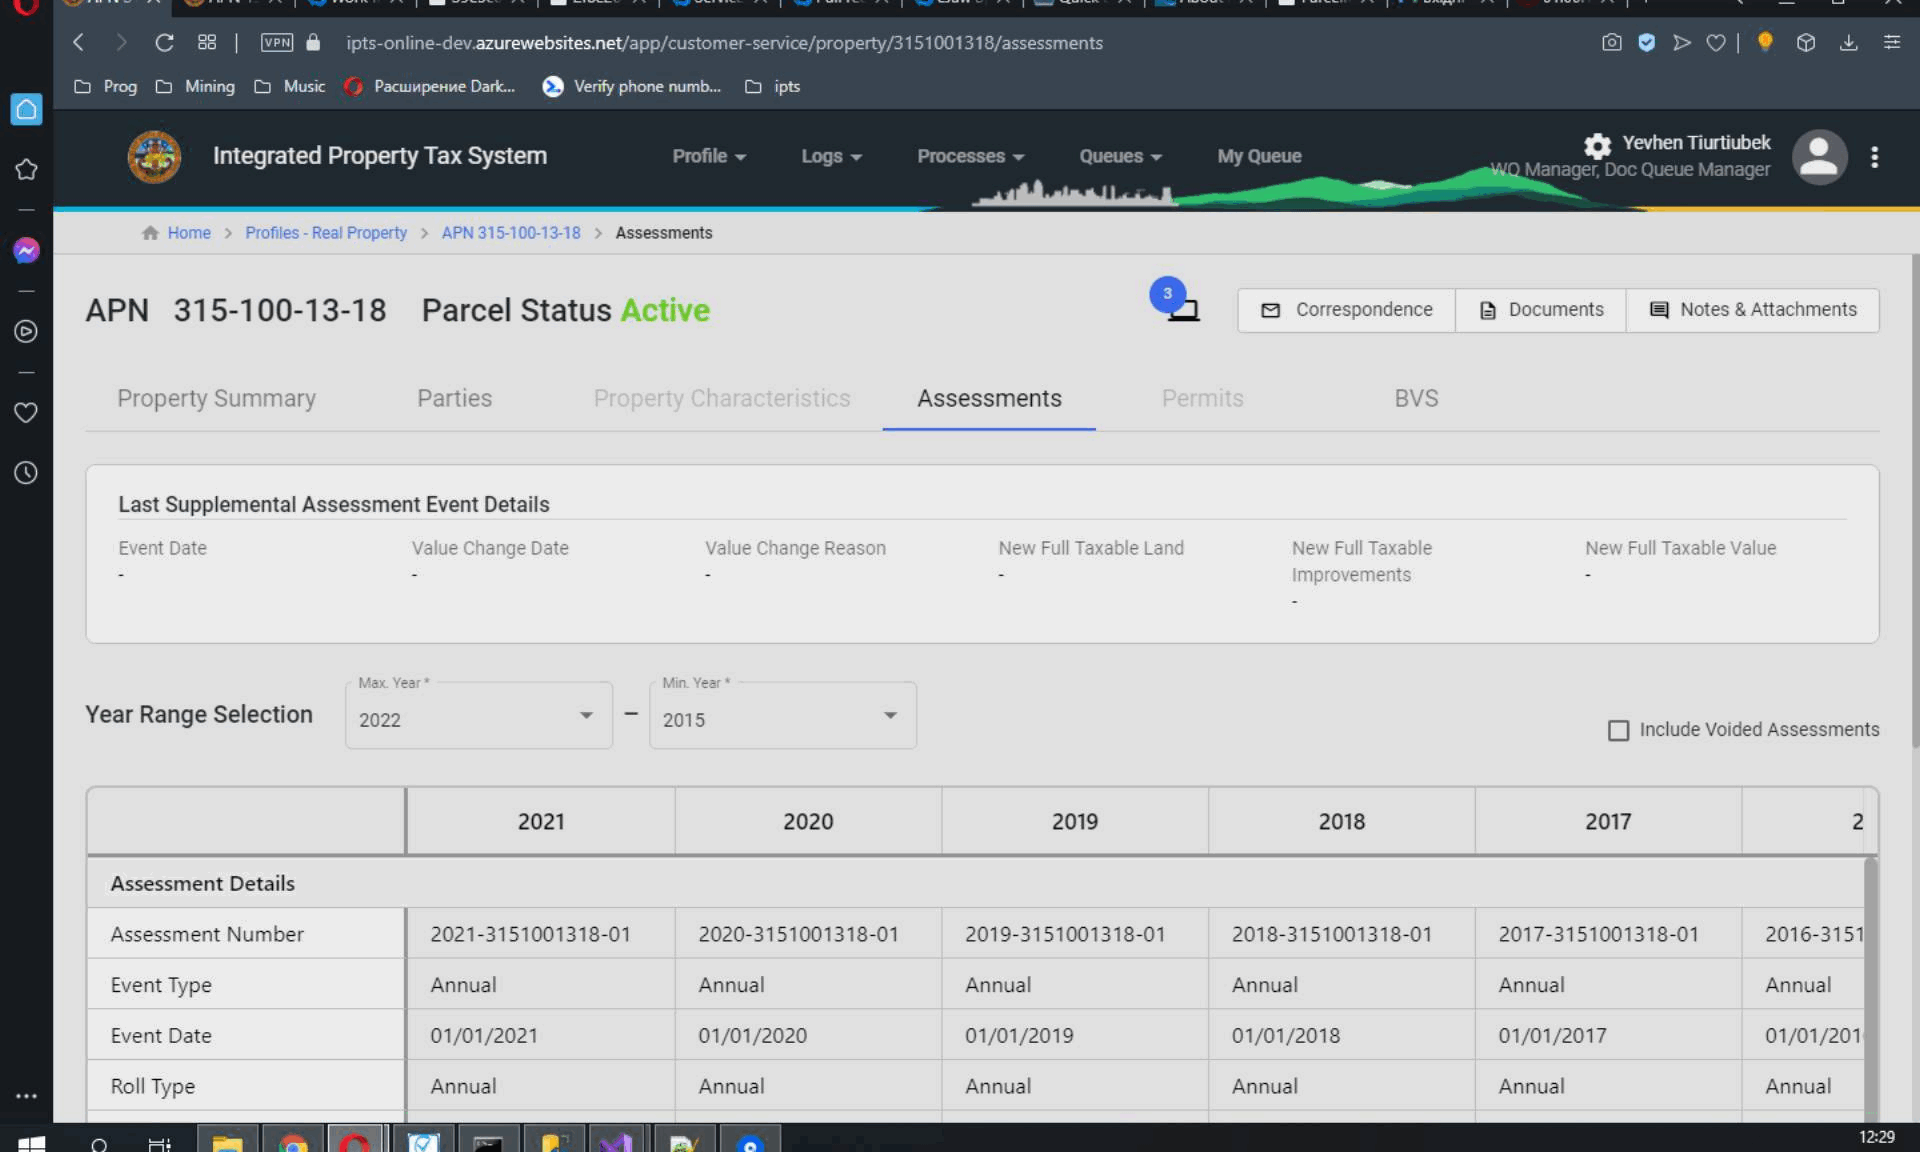 VPN ipts-online-dev.azurewebsites.net/app/customer-service/property/3151001318/assessments
Prog Mining Music Расширение Dark... Verify phone numb... ipts
Integrated Property Tax System Profile Logs Processes Queues My Queue Yevhen Tiurtiubek
WQ Manager, Doc Queue Manager
Home > Profiles - Real Property > APN 315-100-13-18 > Assessments
APN 315-100-13-18 Parcel Status Active 3 Correspondence Documents Notes & Attachments
Property Summary Parties Property Characteristics Assessments Permits BVS
Last Supplemental Assessment Event Details
Event Date Value Change Date Value Change Reason New Full Taxable Land New Full Taxable Improvements New Full Taxable Value
- - - - - -
Max. Year * Min. Year *
Year Range Selection 2022 – 2015 Include Voided Assessments
2021 2020 2019 2018 2017 2
Assessment Details
Assessment Number 2021-3151001318-01 2020-3151001318-01 2019-3151001318-01 2018-3151001318-01 2017-3151001318-01 2016-3151
Event Type Annual Annual Annual Annual Annual Annual
Event Date 01/01/2021 01/01/2020 01/01/2019 01/01/2018 01/01/2017 01/01/201
Roll Type Annual Annual Annual Annual Annual Annual
12:29